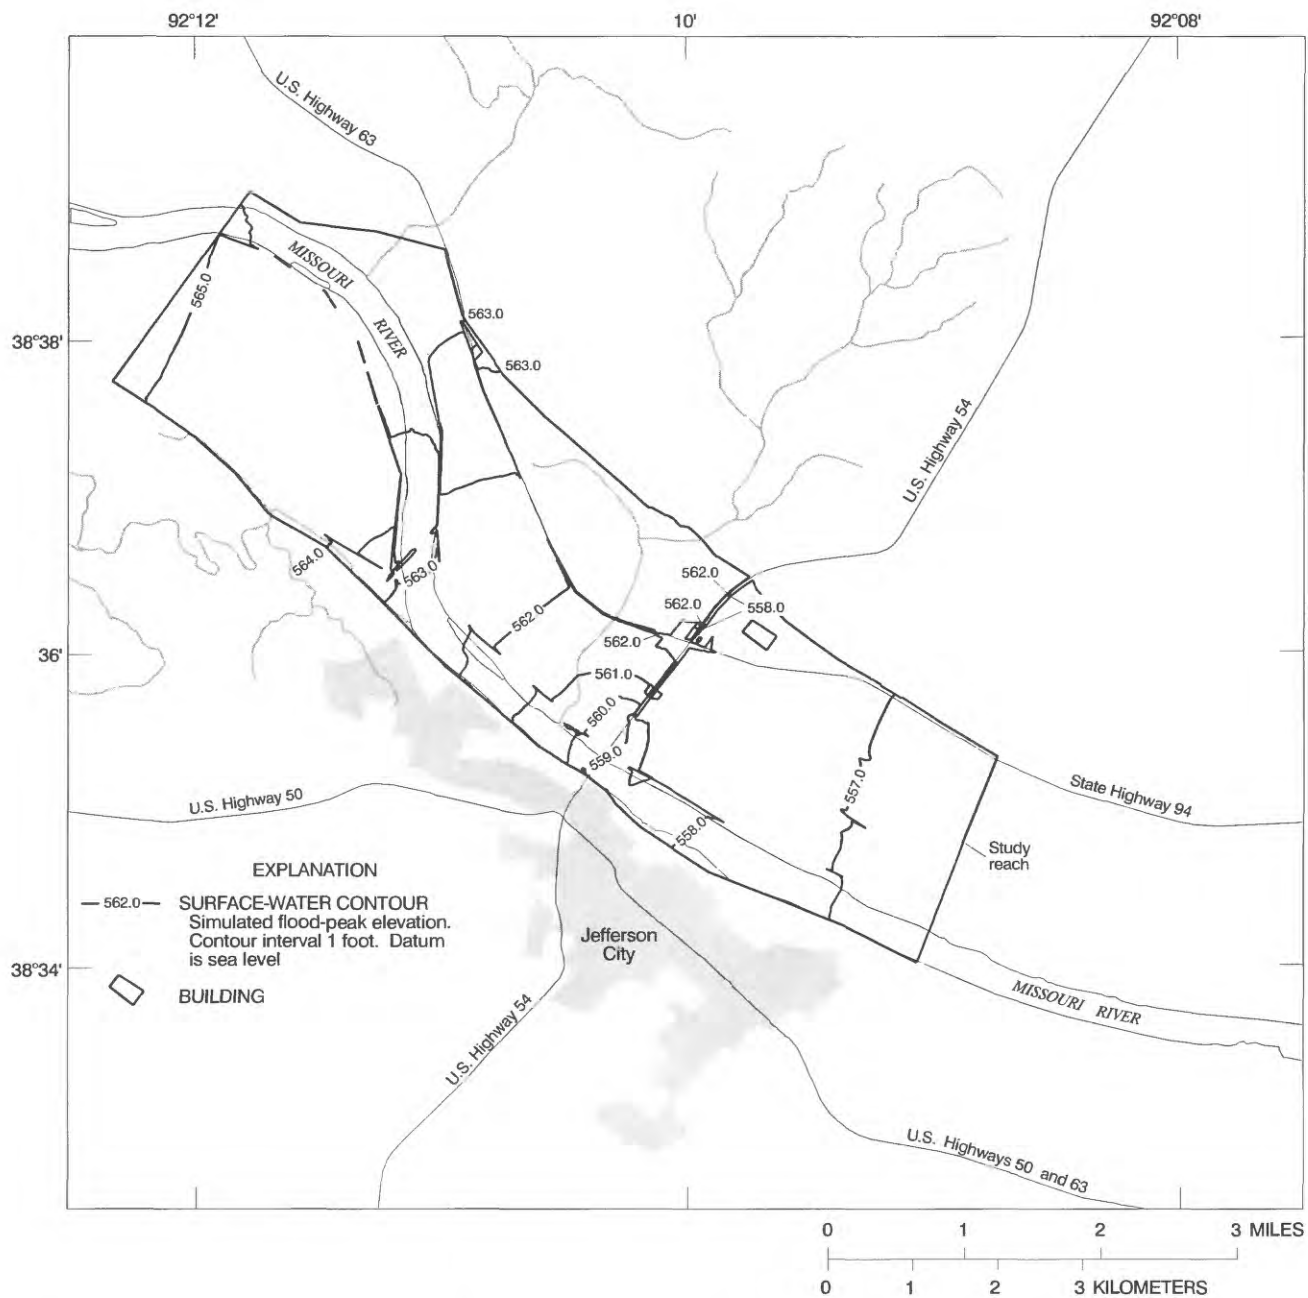 92°12'
10'
92°08'
U.S. Highway 63
MISSOURI
RIVER
565.0
563.0
38°38'
563.0
U.S. Highway 54
564.0
563.0
562.0
562.0
558.0
562.0
562.0
36'
561.0
560.0
559.0
557.0
State Highway 94
U.S. Highway 50
558.0
Study
reach
EXPLANATION
562.0
SURFACE-WATER CONTOUR
Simulated flood-peak elevation.
Contour interval 1 foot. Datum
is sea level
BUILDING
Jefferson
City
38°34'
MISSOURI RIVER
U.S. Highway 54
U.S. Highways 50 and 63
0 1 2 3 MILES
0 1 2 3 KILOMETERS